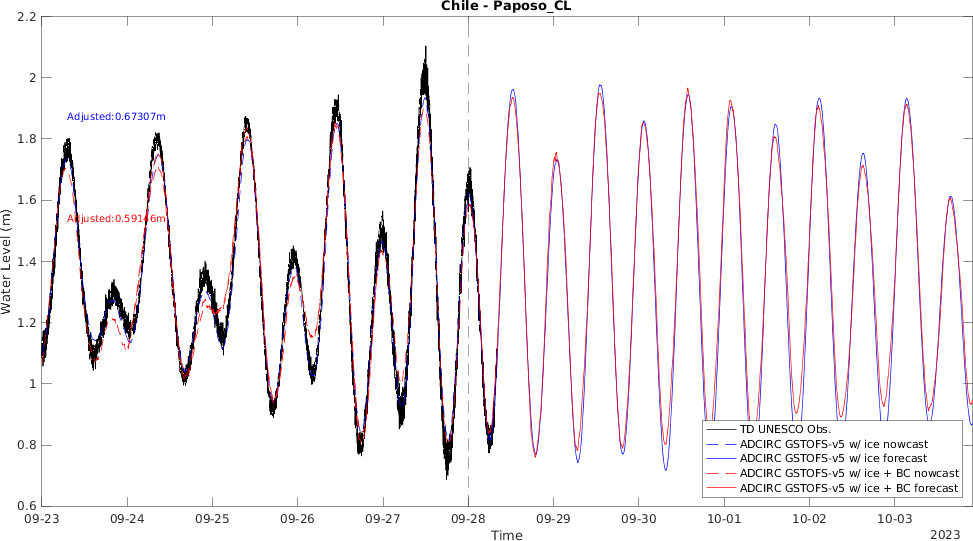 Chile - Paposo_CL
2.2
2
1.8
1.6
1.4
1.2
1
0.8
0.6
Water Level (m)
Adjusted:0.67307m
Adjusted:0.59146m
TD UNESCO Obs.
ADCIRC GSTOFS-v5 w/ ice nowcast
ADCIRC GSTOFS-v5 w/ ice forecast
ADCIRC GSTOFS-v5 w/ ice + BC nowcast
ADCIRC GSTOFS-v5 w/ ice + BC forecast
09-23 09-24 09-25 09-26 09-27 09-28 09-29 09-30 10-01 10-02 10-03
Time
2023